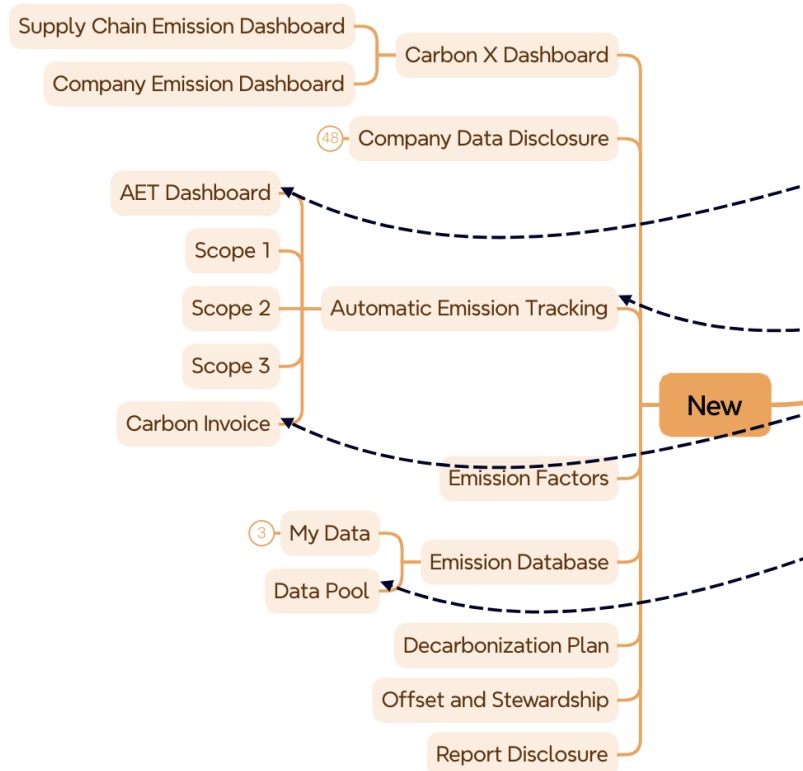 Supply Chain Emission Dashboard
Company Emission Dashboard
Carbon X Dashboard
48
Company Data Disclosure
AET Dashboard
Scope 1
Scope 2
Scope 3
Carbon Invoice
Automatic Emission Tracking
New
Emission Factors
3
My Data
Data Pool
Emission Database
Decarbonization Plan
Offset and Stewardship
Report Disclosure